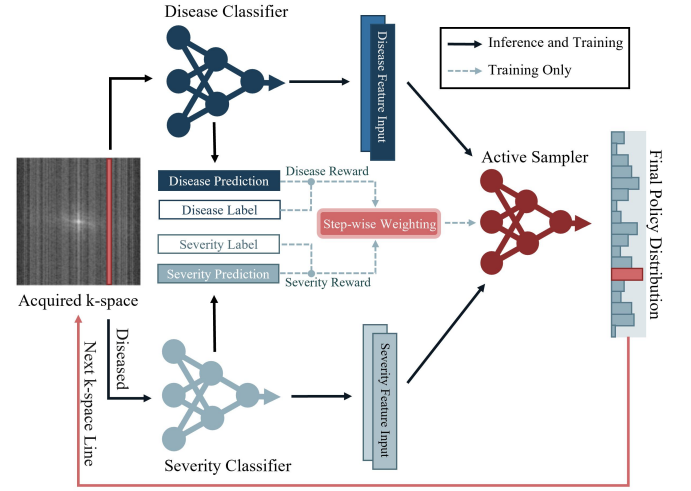 Disease Classifier
Inference and Training
Training Only
Disease Feature Input
Active Sampler
Final Policy Distribution
Disease Prediction
Disease Reward
Disease Label
Step-wise Weighting
Severity Label
Severity Prediction
Severity Reward
Acquired k-space
Diseased
Next k-space Line
Severity Feature Input
Severity Classifier